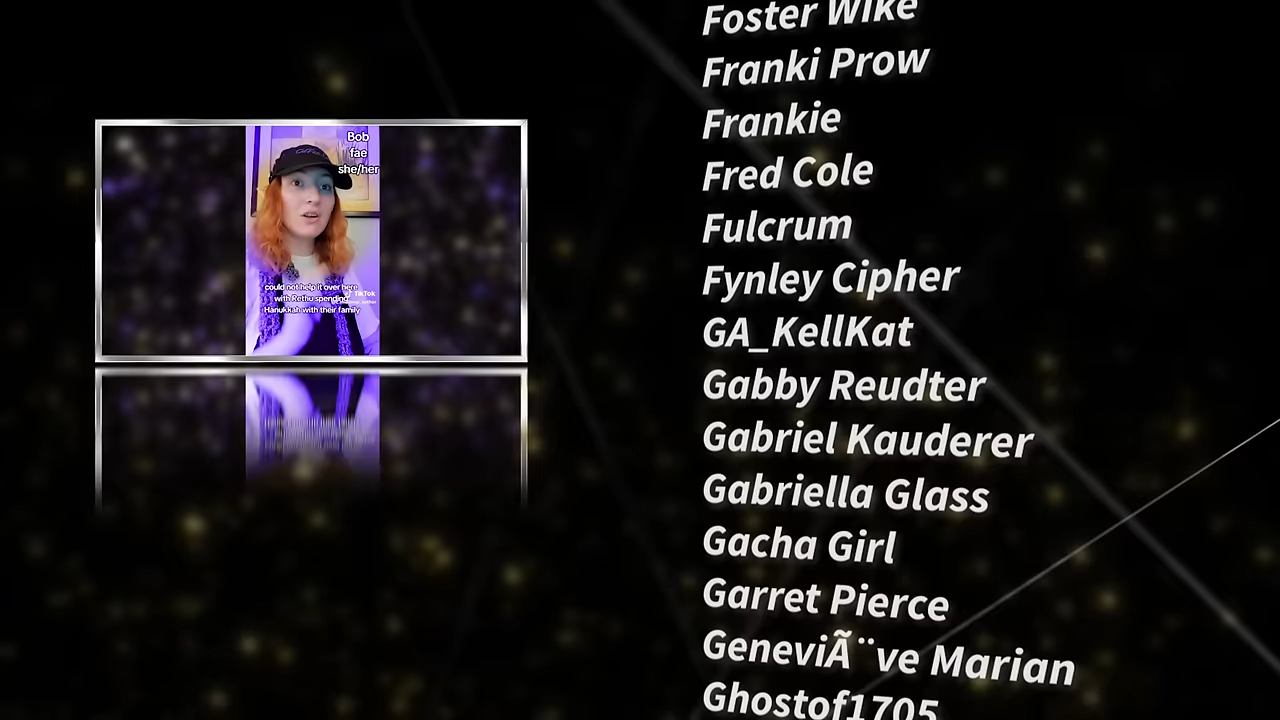 Bob
fae
she/her
could not help it over here
with Rethu spending
Hanukkah with their family
TikTok
Foster Wike
Franki Prow
Frankie
Fred Cole
Fulcrum
Fynley Cipher
GA_KellKat
Gabby Reudter
Gabriel Kauderer
Gabriella Glass
Gacha Girl
Garret Pierce
GeneviÃ¨ve Marian
Ghostof1705